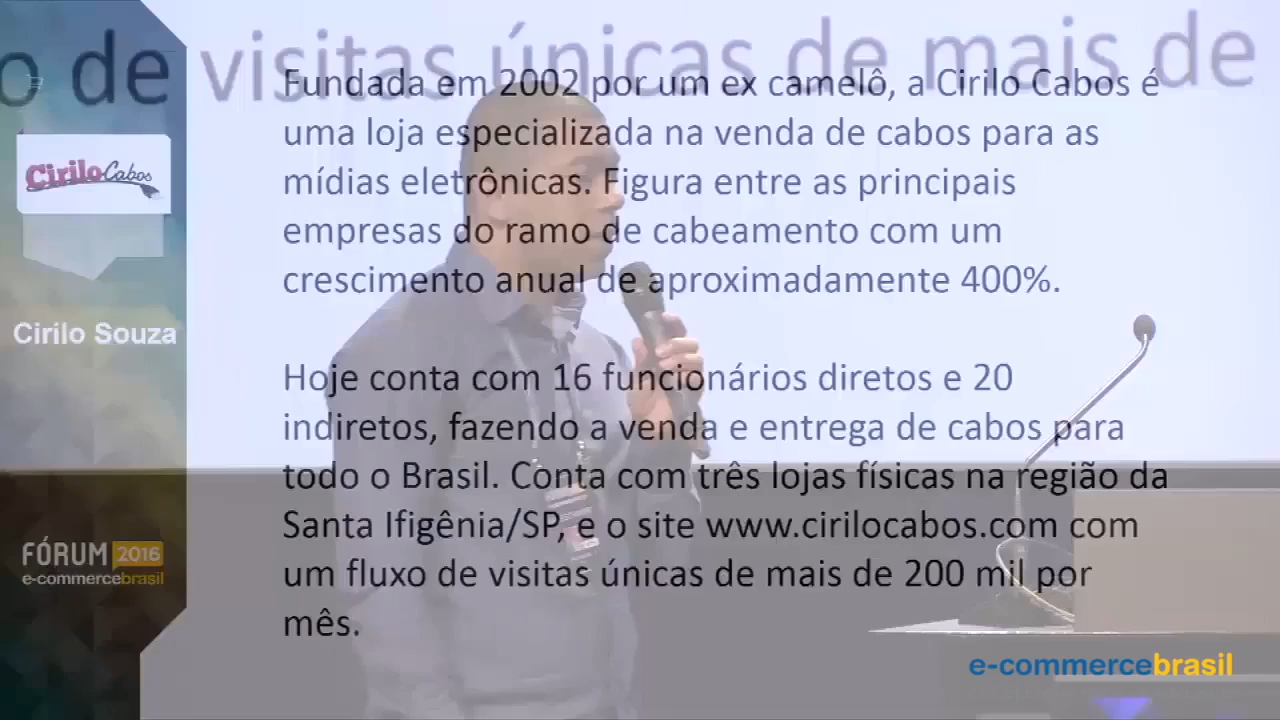 o de visitas únicas de mais de
Fundada em 2002 por um ex camelô, a Cirilo Cabos é
uma loja especializada na venda de cabos para as
mídias eletrônicas. Figura entre as principais
empresas do ramo de cabeamento com um
crescimento anual de aproximadamente 400%.
Hoje conta com 16 funcionários diretos e 20
indiretos, fazendo a venda e entrega de cabos para
todo o Brasil. Conta com três lojas físicas na região da
Santa Ifigênia/SP, e o site www.cirilocabos.com com
um fluxo de visitas únicas de mais de 200 mil por
mês.
Cirilo Cabos
Cirilo Souza
FÓRUM 2016
e-commercebrasil
e-commercebrasil